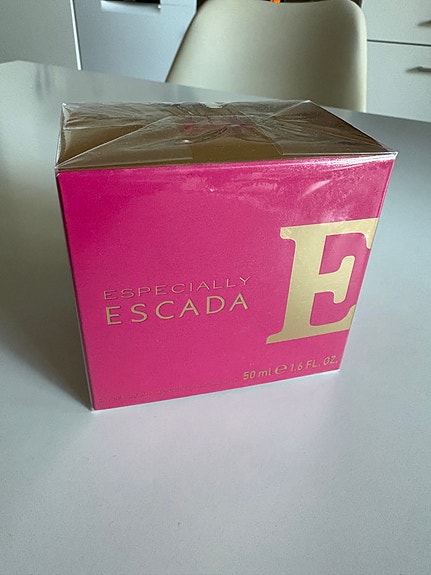 ESPECIALLY
ESCADA
E
50 ml ℮ 1.6 FL. OZ.